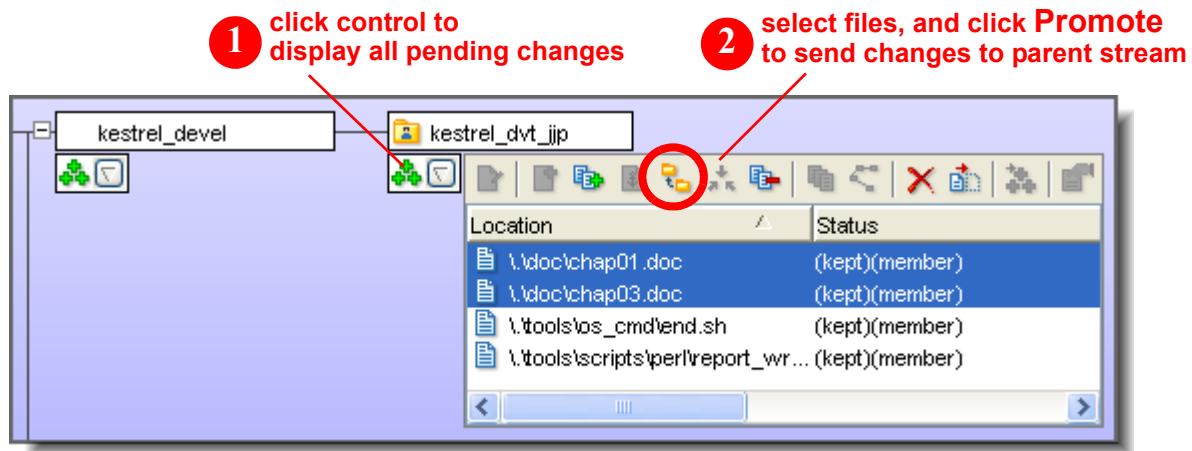 1 click control to
display all pending changes
2 select files, and click Promote
to send changes to parent stream
kestrel_devel
kestrel_dvt_jjp
Location Status
\.\doc\chap01.doc (kept)(member)
\.\doc\chap03.doc (kept)(member)
\.\tools\os_cmd\end.sh (kept)(member)
\.\tools\scripts\perl\report_wr... (kept)(member)